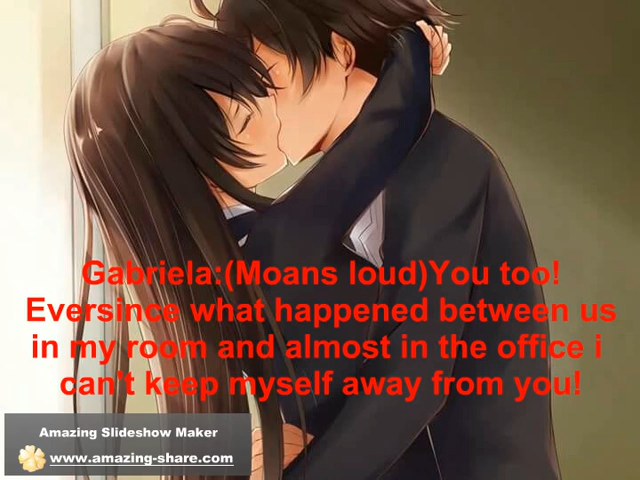 Gabriela:(Moans loud)You too!
Eversince what happened between us
in my room and almost in the office i
can't keep myself away from you!
Amazing Slideshow Maker
www.amazing-share.com